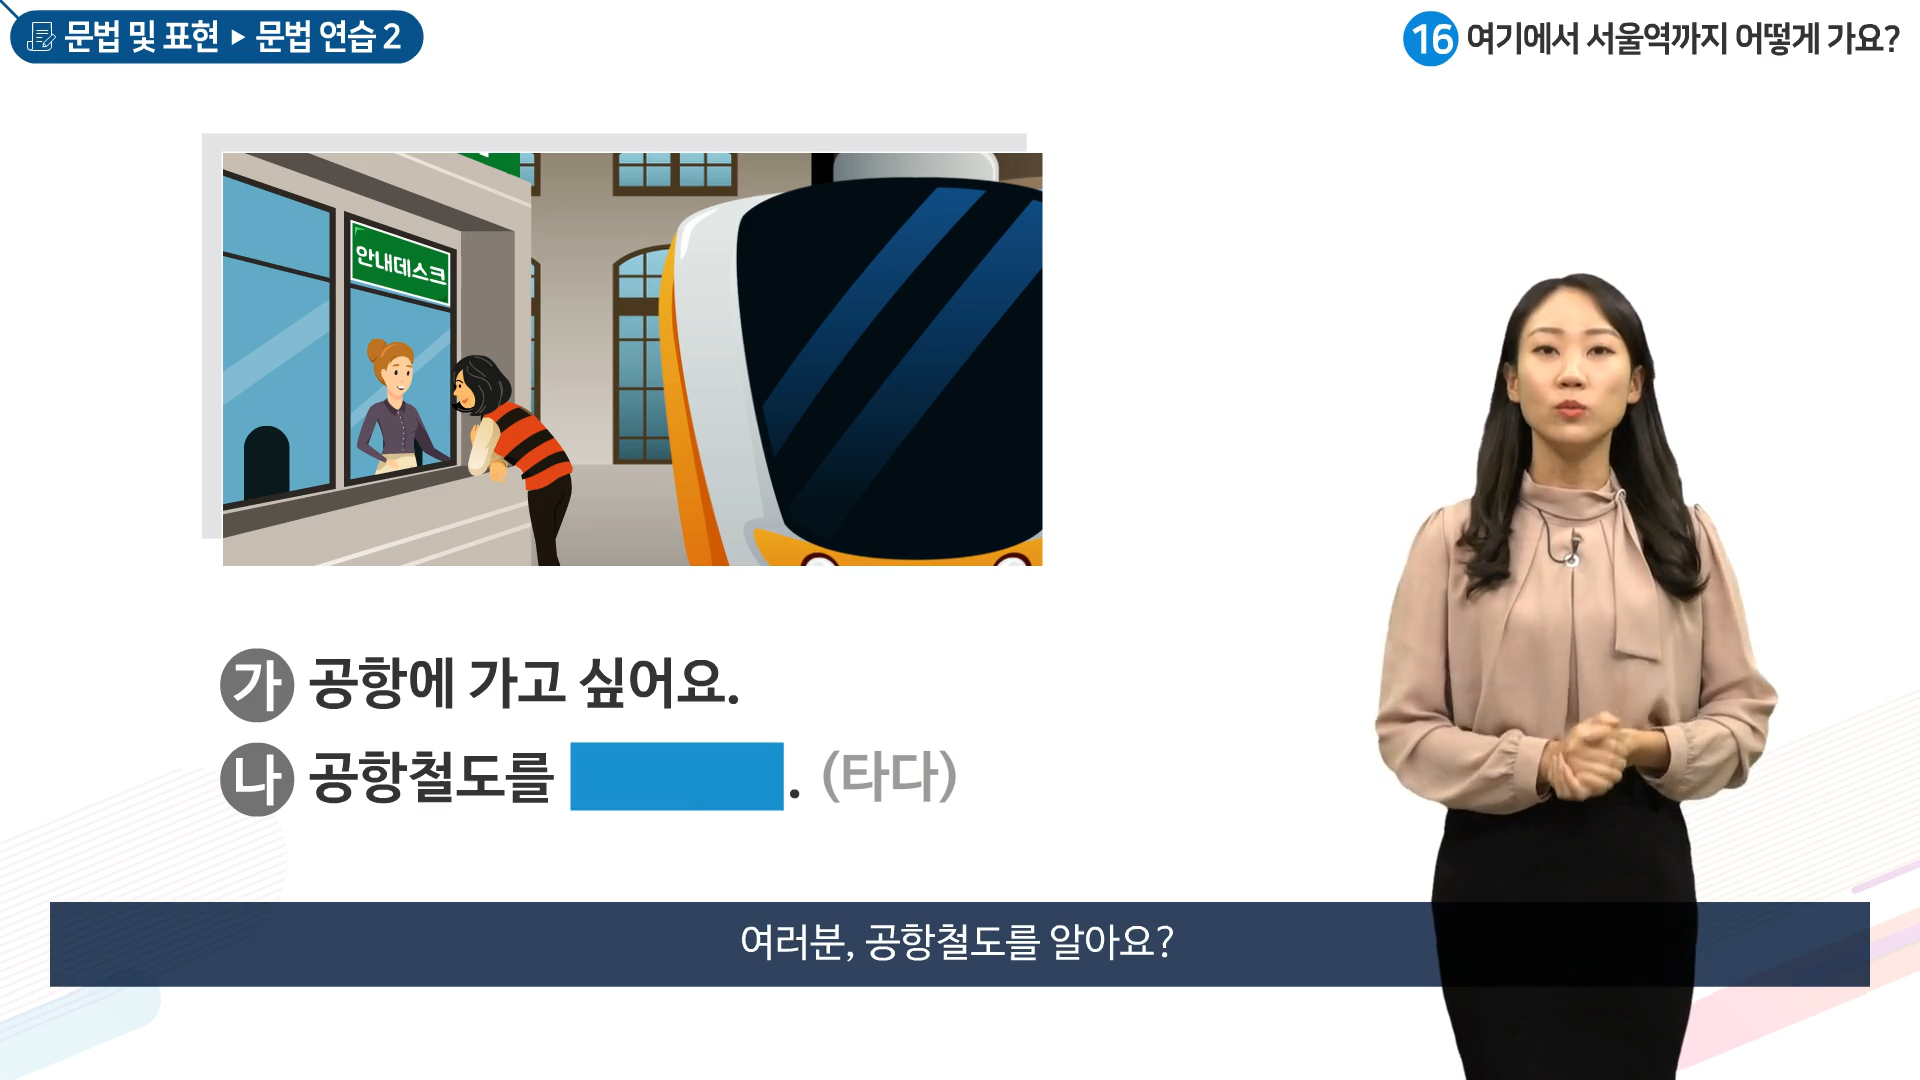 문법 및 표현 ▶ 문법 연습 2
16 여기에서 서울역까지 어떻게 가요?
안내데스크
가 공항에 가고 싶어요.
나 공항철도를 . (타다)
여러분, 공항철도를 알아요?